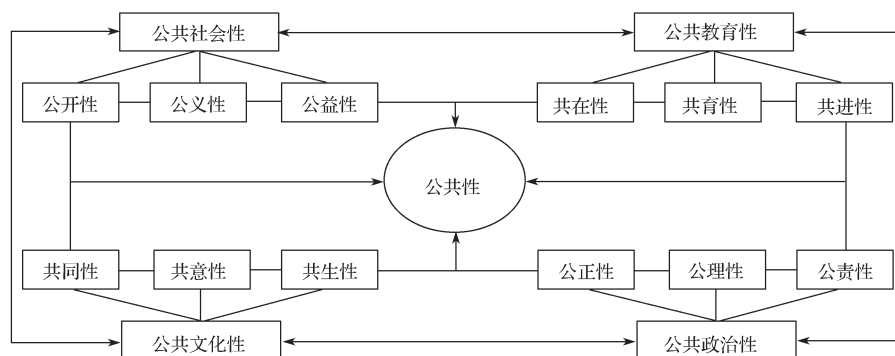 公共社会性 公共教育性
公开性 公义性 公益性 共在性 共育性 共进性
公共性
共同性 共意性 共生性 公正性 公理性 公责性
公共文化性 公共政治性